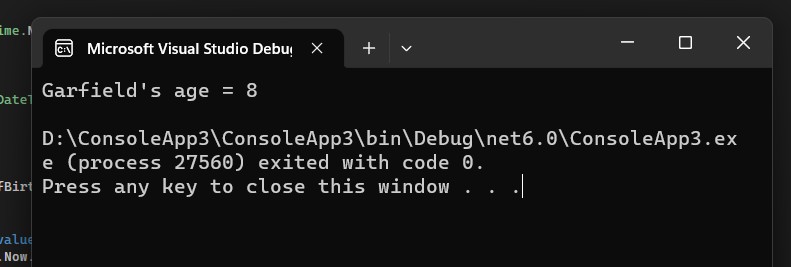 ime.
Microsoft Visual Studio Debug
Garfield's age = 8
DateT
D:\ConsoleApp3\ConsoleApp3\bin\Debug\net6.0\ConsoleApp3.ex
e (process 27560) exited with code 0.
Press any key to close this window . . .
fBirt
value
.Now.